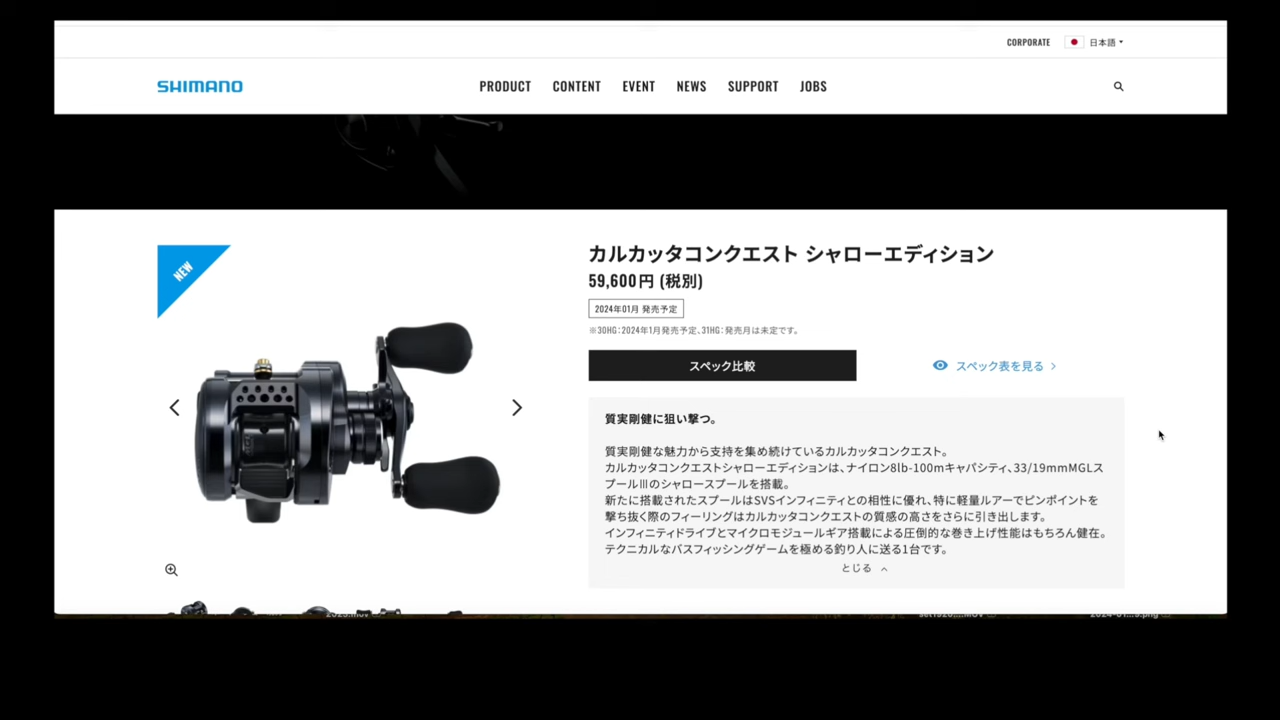 CORPORATE 日本語
SHIMANO PRODUCT CONTENT EVENT NEWS SUPPORT JOBS
NEW
カルカッタコンクエスト シャローエディション
59,600円 (税別)
2024年01月 発売予定
※30HG：2024年1月発売予定、31HG：発売月は未定です。
スペック比較 スペック表を見る
質実剛健に狙い撃つ。
質実剛健な魅力から支持を集め続けているカルカッタコンクエスト。
カルカッタコンクエストシャローエディションは、ナイロン8lb-100mキャパシティ、33/19mmMGLス
プールⅢのシャロースプールを搭載。
新たに搭載されたスプールはSVSインフィニティとの相性に優れ、特に軽量ルアーでピンポイントを
撃ち抜く際のフィーリングはカルカッタコンクエストの質感の高さをさらに引き出します。
インフィニティドライブとマイクロモジュールギア搭載による圧倒的な巻き上げ性能はもちろん健在。
テクニカルなバスフィッシングゲームを極める釣り人に送る1台です。
とじる